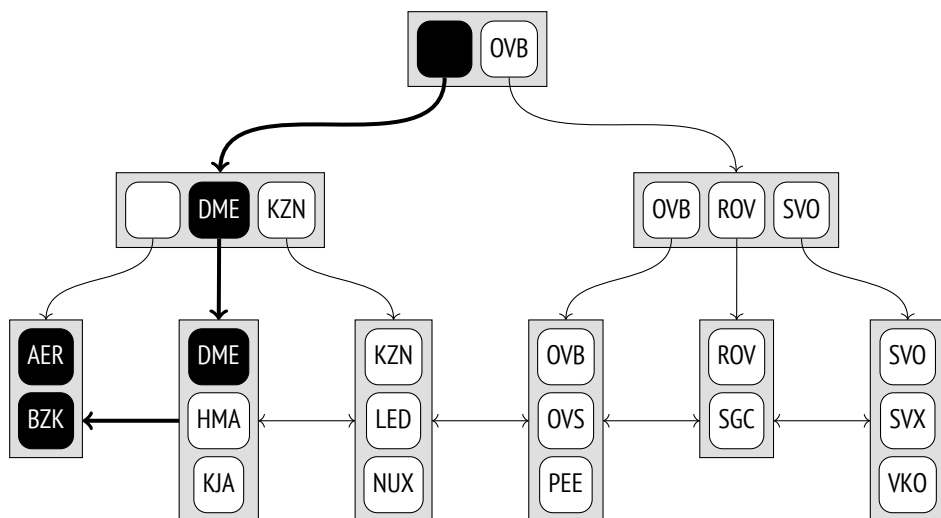 OVB
DME KZN
OVB ROV SVO
AER DME KZN OVB ROV SVO
BZK HMA LED OVS SGC SVX
KJA NUX PEE VKO